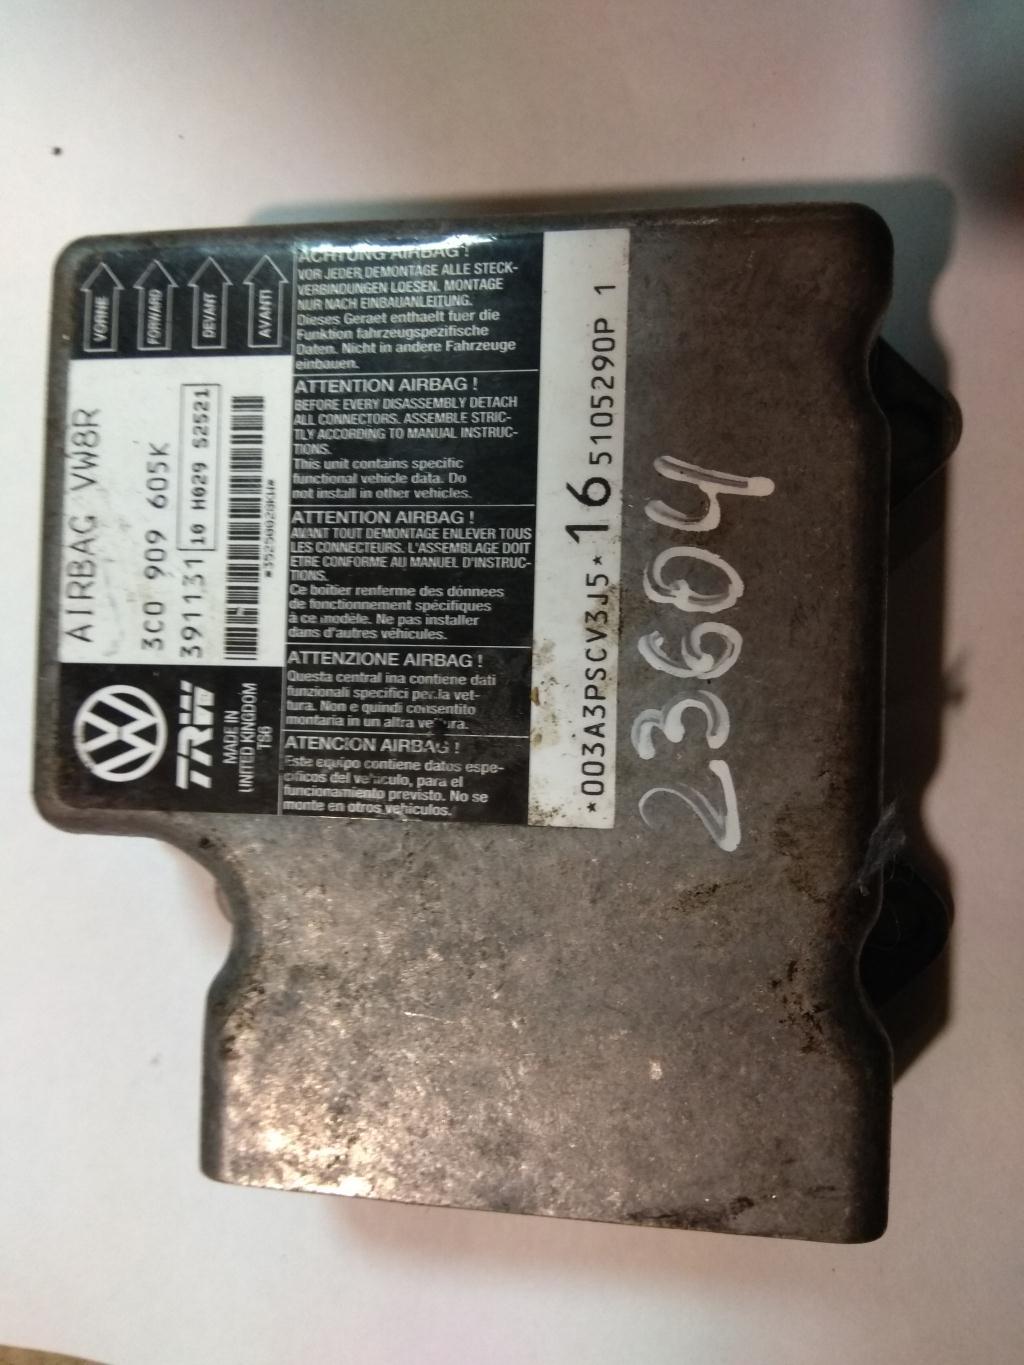 VORNE
FORWARD
DEVANT
AVANTI
AIRBAG VW8R
3C0 909 605K
3911131 10 H029 52521
*35250028KW*
TRW
MADE IN
UNITED KINGDOM
TS6
ACHTUNG AIRBAG !
VOR JEDER DEMONTAGE ALLE STECK-
VERBINDUNGEN LOESEN. MONTAGE
NUR NACH EINBAUANLEITUNG.
Dieses Geraet enthaelt fuer die
Funktion fahrzeugspezifische
Daten. Nicht in andere Fahrzeuge
einbauen.
ATTENTION AIRBAG !
BEFORE EVERY DISASSEMBLY DETACH
ALL CONNECTORS. ASSEMBLE STRIC-
TLY ACCORDING TO MANUAL INSTRUC-
TIONS.
This unit contains specific
functional vehicle data. Do
not install in other vehicles.
ATTENTION AIRBAG !
AVANT TOUT DEMONTAGE ENLEVER TOUS
LES CONNECTEURS. L'ASSEMBLAGE DOIT
ETRE CONFORME AU MANUEL D'INSTRUC-
TIONS.
Ce boîtier renferme des données
de fonctionnement spécifiques
à ce modèle. Ne pas installer
dans d'autres véhicules.
ATTENZIONE AIRBAG !
Questa central ina contiene dati
funzionali specifici per la vet-
tura. Non e quindi consentito
montaria in un altra vettura.
ATENCION AIRBAG !
Este equipo contiene datos espe-
cificos del vehiculo, para el
funcionamiento previsto. No se
monte en otros vehiculos.
*003A3PSCV3J5* 16 5105290P 1
23604